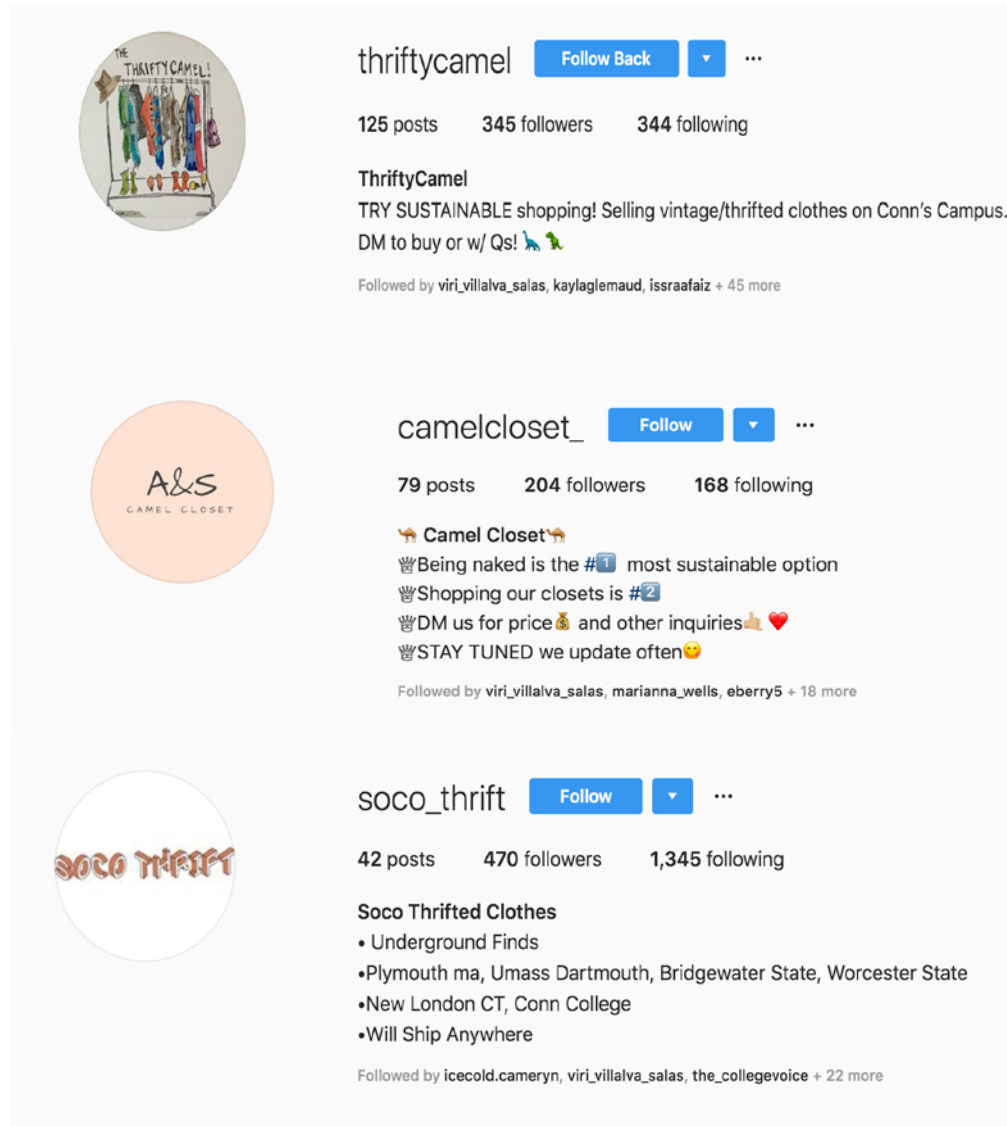 THE
THRIFTY CAMEL!
thriftycamel Follow Back ▼ •••
125 posts 345 followers 344 following
ThriftyCamel
TRY SUSTAINABLE shopping! Selling vintage/thrifted clothes on Conn's Campus.
DM to buy or w/ Qs! 🦕 🦖
Followed by viri_villalva_salas, kaylaglemaud, issraafaiz + 45 more
A&S
CAMEL CLOSET
camelcloset_ Follow ▼ •••
79 posts 204 followers 168 following
🐪 Camel Closet🐪
♕Being naked is the #1️⃣ most sustainable option
♕Shopping our closets is #2️⃣
♕DM us for price💰 and other inquiries🤙🏼 ❤️
♕STAY TUNED we update often😋
Followed by viri_villalva_salas, marianna_wells, eberry5 + 18 more
SOCO THRIFT
soco_thrift Follow ▼ •••
42 posts 470 followers 1,345 following
Soco Thrifted Clothes
• Underground Finds
•Plymouth ma, Umass Dartmouth, Bridgewater State, Worcester State
•New London CT, Conn College
•Will Ship Anywhere
Followed by icecold.cameryn, viri_villalva_salas, the_collegevoice + 22 more